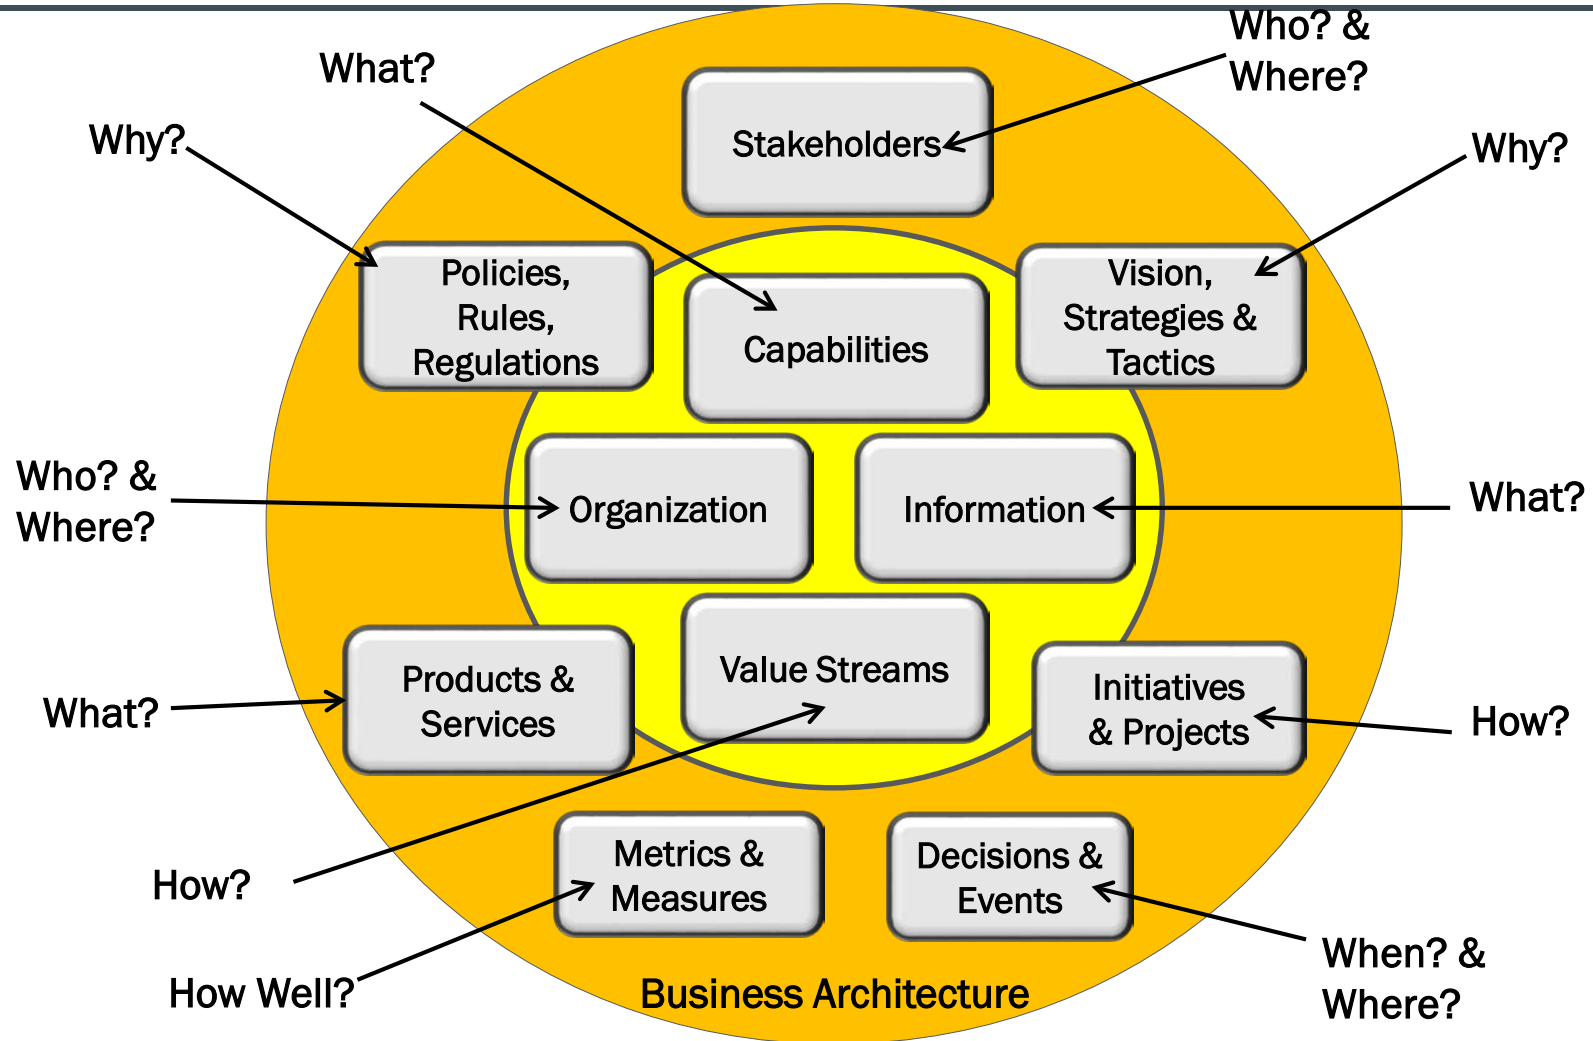 Who? &
Where?
What?
Why?
Stakeholders
Why?
Policies,
Rules,
Regulations
Vision,
Strategies &
Tactics
Capabilities
Who? &
Where?
Organization
Information
What?
Products &
Services
Value Streams
Initiatives
& Projects
What?
How?
Metrics &
Measures
Decisions &
Events
How?
How Well?
Business Architecture
When? &
Where?